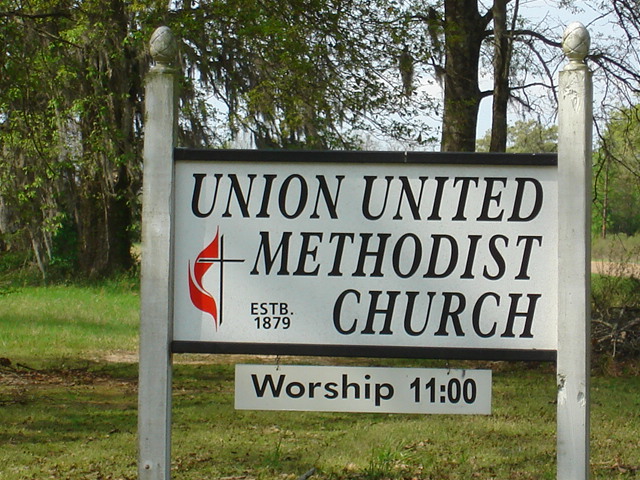 UNION UNITED
METHODIST
CHURCH
ESTB.
1879
Worship 11:00